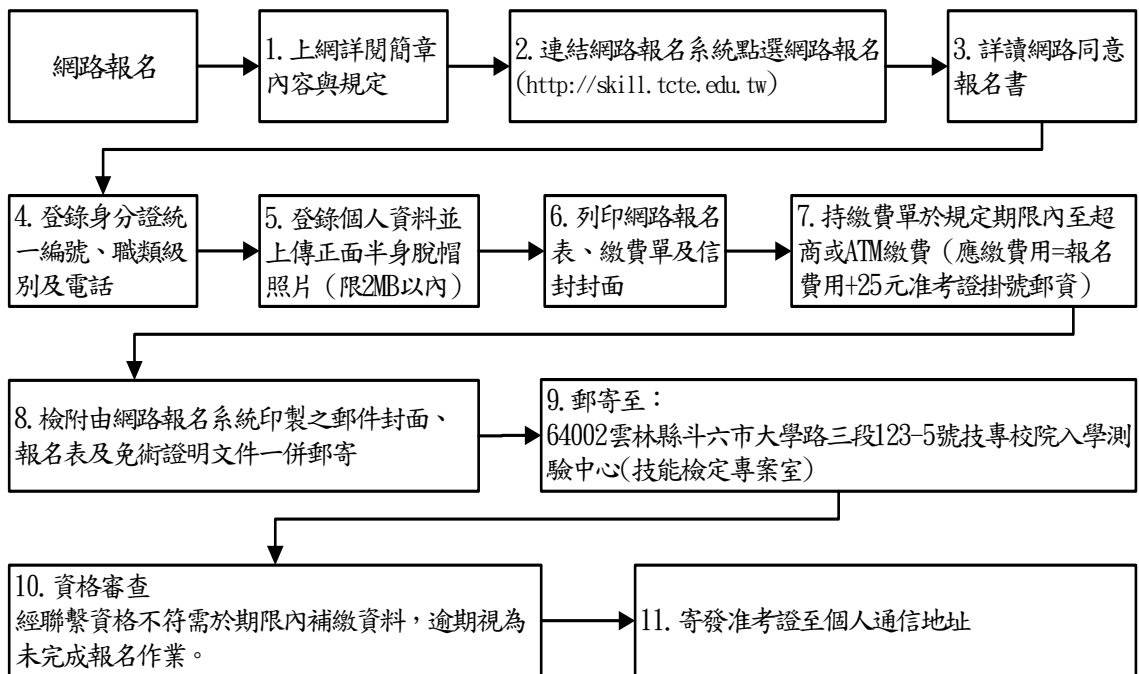 網路報名
1.上網詳閱簡章
內容與規定
2.連結網路報名系統點選網路報名
(http://skill.tcte.edu.tw)
3.詳讀網路同意
報名書
4.登錄身分證統
一編號、職類級
別及電話
5.登錄個人資料並
上傳正面半身脫帽
照片（限2MB以內）
6.列印網路報名
表、繳費單及信
封封面
7.持繳費單於規定期限內至超
商或ATM繳費（應繳費用=報名
費用+25元准考證掛號郵資）
8.檢附由網路報名系統印製之郵件封面、
報名表及免術證明文件一併郵寄
9.郵寄至：
64002雲林縣斗六市大學路三段123-5號技專校院入學測
驗中心(技能檢定專案室)
10.資格審查
經聯繫資格不符需於期限內補繳資料，逾期視為
未完成報名作業。
11.寄發准考證至個人通信地址